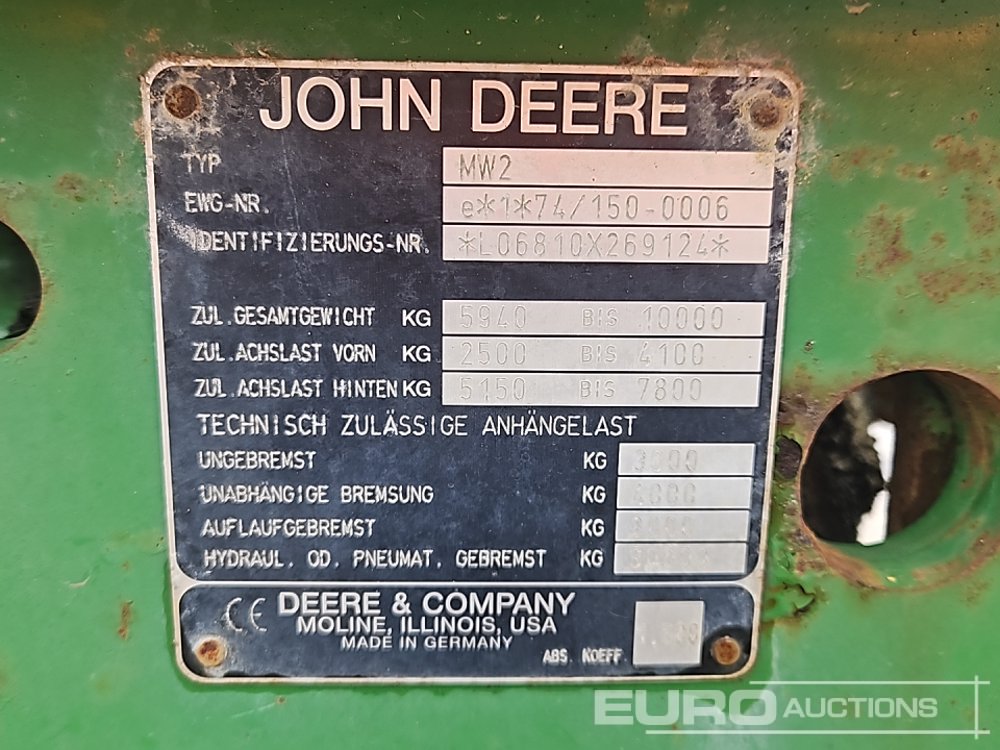 JOHN DEERE
TYP MW2
EWG-NR. e*1*74/150-0006
IDENTIFIZIERUNGS-NR. *L06810X269124*
ZUL.GESAMTGEWICHT KG 5940 BIS 10000
ZUL.ACHSLAST VORN KG 2500 BIS 4100
ZUL.ACHSLAST HINTEN KG 5150 BIS 7800
TECHNISCH ZULÄSSIGE ANHÄNGELAST
UNGEBREMST KG 3000
UNABHÄNGIGE BREMSUNG KG
AUFLAUFGEBREMST KG
HYDRAUL. OD. PNEUMAT. GEBREMST KG
CE DEERE & COMPANY
MOLINE, ILLINOIS, USA
MADE IN GERMANY
ABS. KOEFF.
EURO AUCTIONS